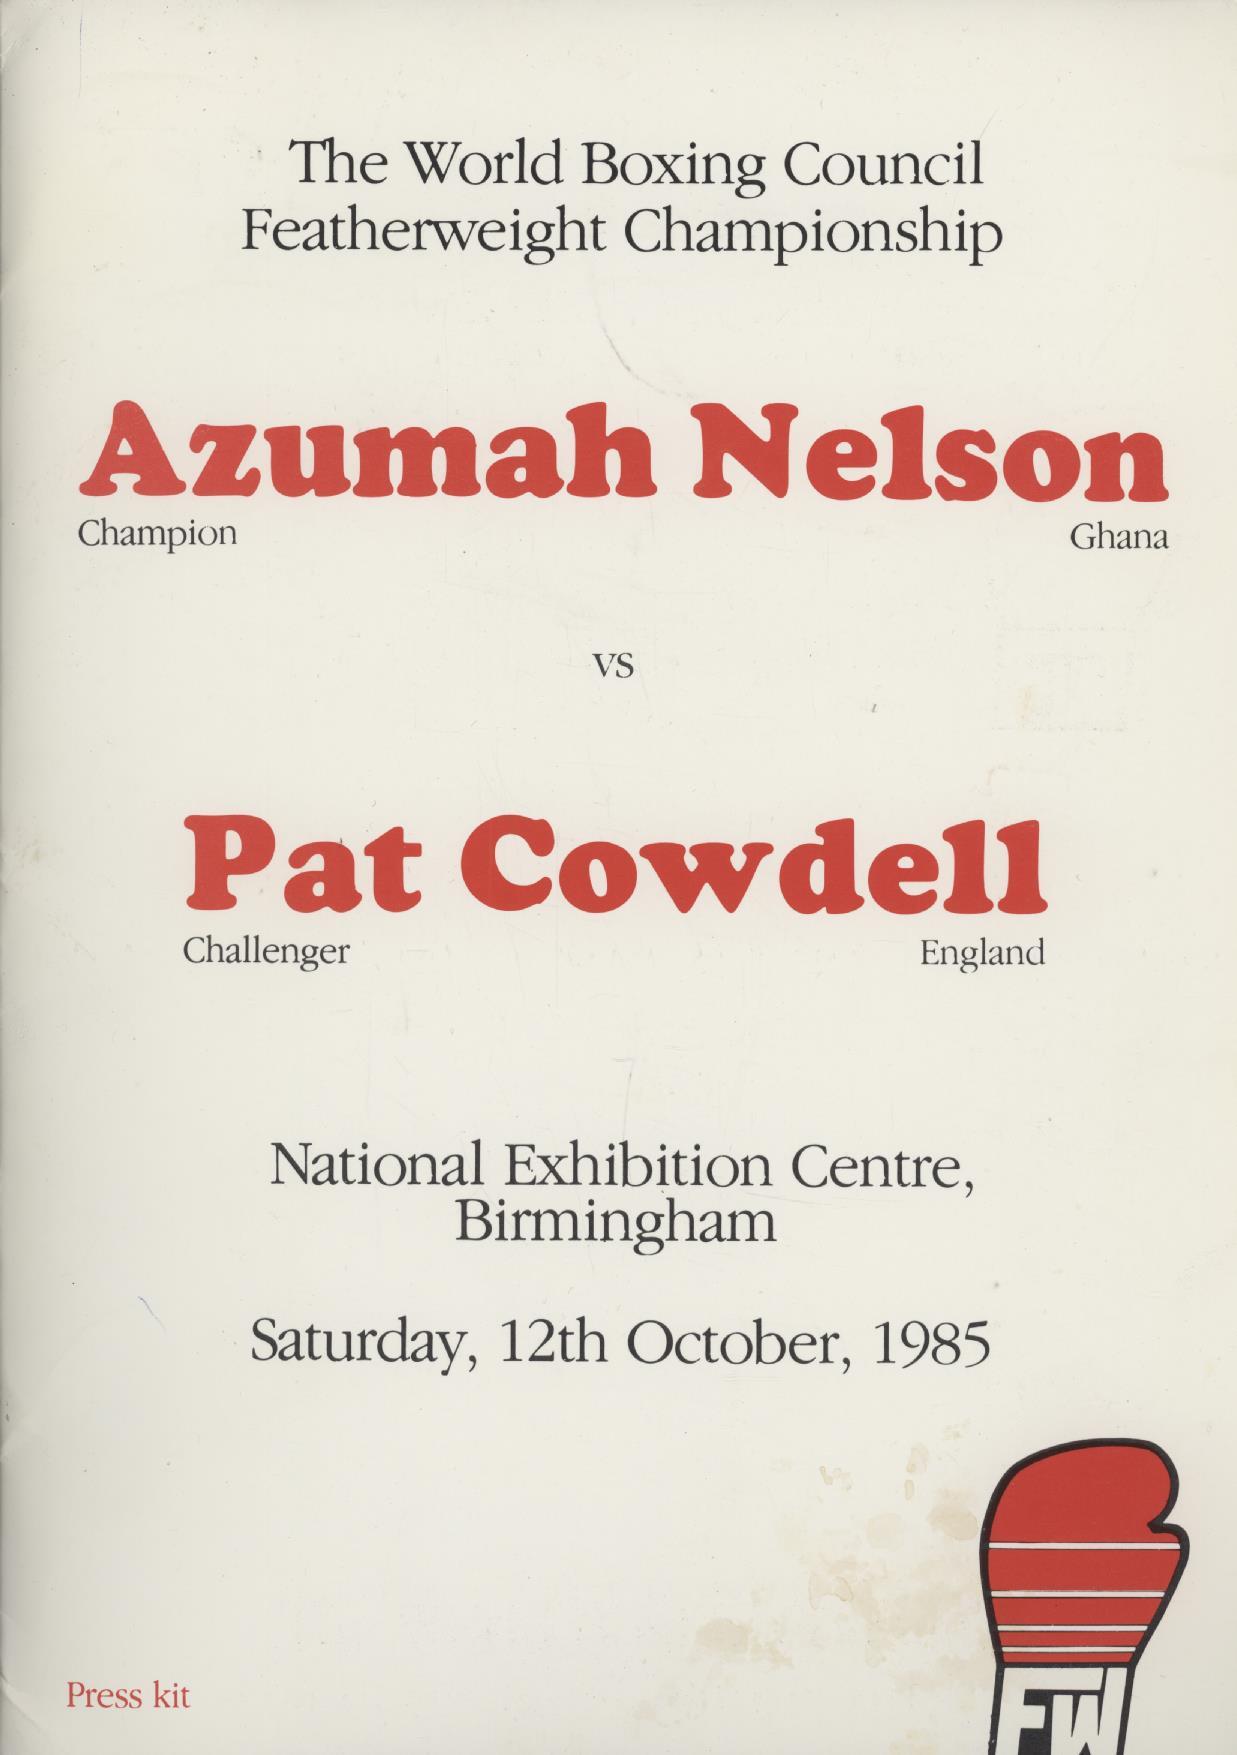 The World Boxing Council
Featherweight Championship
Azumah Nelson
Champion Ghana
vs
Pat Cowdell
Challenger England
National Exhibition Centre,
Birmingham
Saturday, 12th October, 1985
Press kit
FW